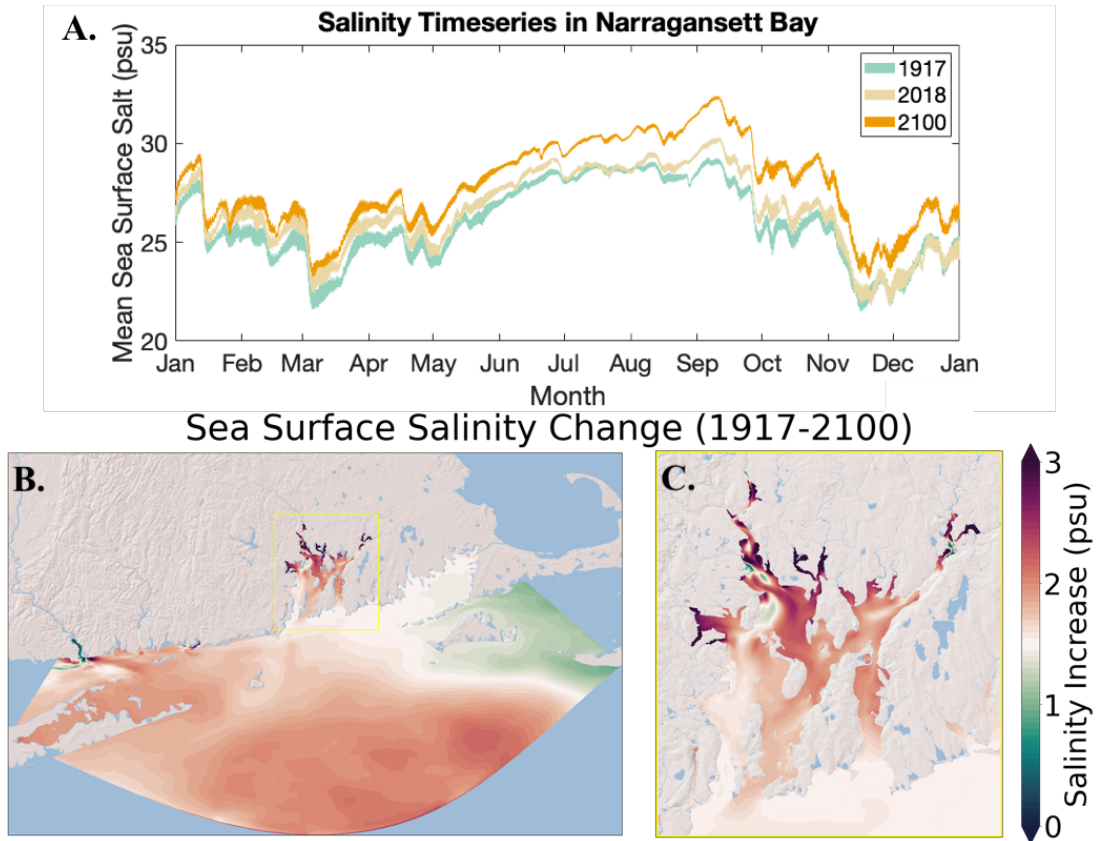 A.
Salinity Timeseries in Narragansett Bay
Mean Sea Surface Salt (psu)
35
30
25
20
1917
2018
2100
Jan Feb Mar Apr May Jun Jul Aug Sep Oct Nov Dec Jan
Month
Sea Surface Salinity Change (1917-2100)
B.
C.
3
2
1
0
Salinity Increase (psu)